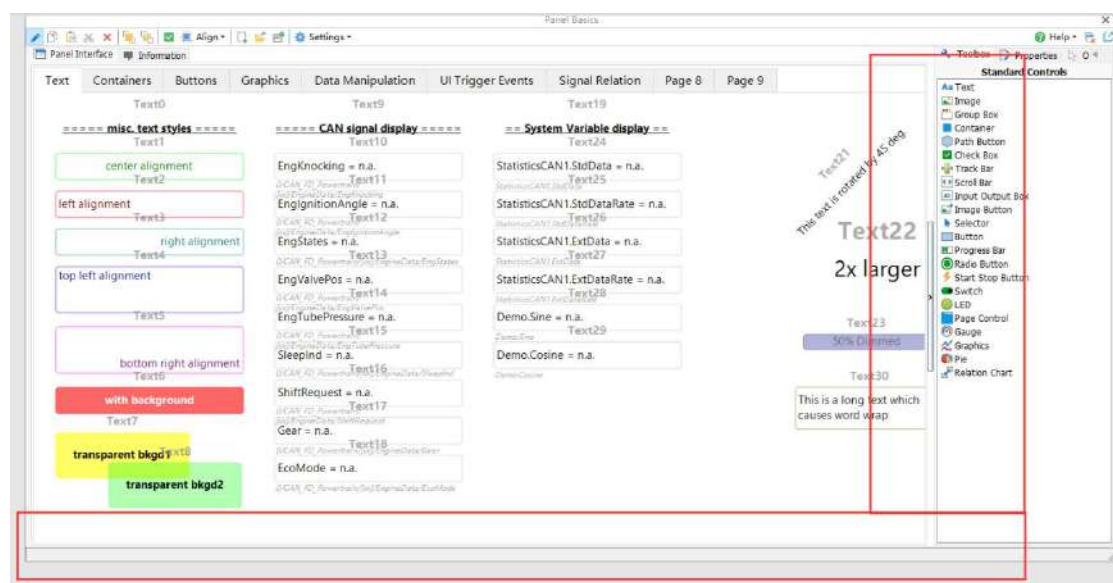 Panel Basics
Align
Settings
Help
Panel Interface
Information
Toolbox
Properties
Text
Containers
Buttons
Graphics
Data Manipulation
UI Trigger Events
Signal Relation
Page 8
Page 9
Standard Controls
Text0
===== misc. text styles =====
Text1
center alignment
Text2
left alignment
Text3
right alignment
Text4
top left alignment
Text5
bottom right alignment
Text6
with background
Text7
transparent bkgd1
Text8
transparent bkgd2
Text9
===== CAN signal display =====
Text10
EngKnocking = n.a.
Text11
EngIgnitionAngle = n.a.
Text12
EngStates = n.a.
Text13
EngValvePos = n.a.
Text14
EngTubePressure = n.a.
Text15
SleepInd = n.a.
Text16
ShiftRequest = n.a.
Text17
Gear = n.a.
Text18
EcoMode = n.a.
Text19
== System Variable display ==
Text24
StatisticsCAN1.StdData = n.a.
Text25
StatisticsCAN1.StdDataRate = n.a.
Text26
StatisticsCAN1.ExtData = n.a.
Text27
StatisticsCAN1.ExtDataRate = n.a.
Text28
Demo.Sine = n.a.
Text29
Demo.Cosine = n.a.
Demo:Cosine
Text21
This text is rotated by 45 deg.
Text22
2x larger
Text23
50% Dimmed
Text30
This is a long text which
causes word wrap
Aa Text
Image
Group Box
Container
Path Button
Check Box
Track Bar
Scroll Bar
Input Output Box
Image Button
Selector
Button
Progress Bar
Radio Button
Start Stop Button
Switch
LED
Page Control
Gauge
Graphics
Pie
Relation Chart